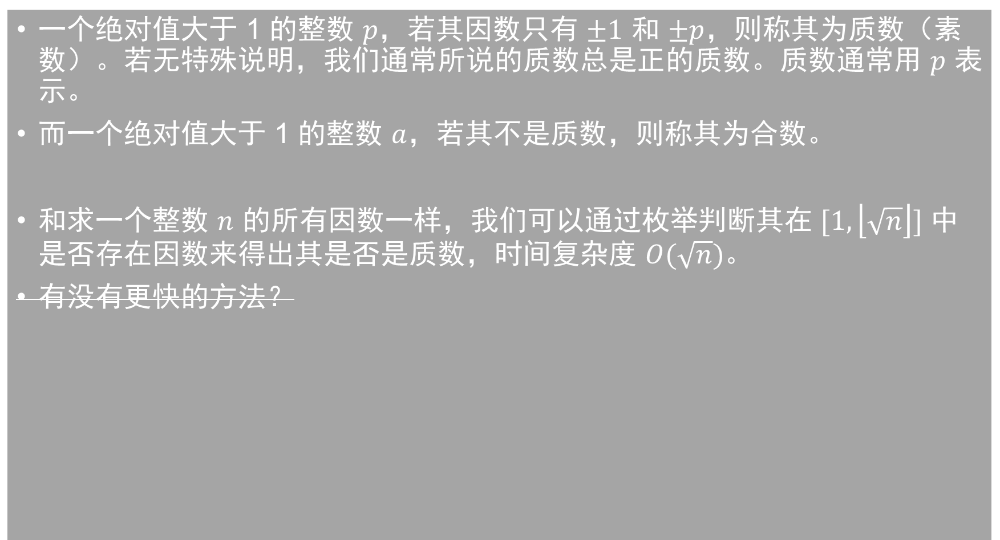 • 一个绝对值大于 1 的整数 p，若其因数只有 ±1 和 ±p，则称其为质数（素
数）。若无特殊说明，我们通常所说的质数总是正的质数。质数通常用 p 表
示。
• 而一个绝对值大于 1 的整数 a，若其不是质数，则称其为合数。
• 和求一个整数 n 的所有因数一样，我们可以通过枚举判断其在 [1,⌊√n⌋] 中
是否存在因数来得出其是否是质数，时间复杂度 O(√n)。
• 有没有更快的方法？